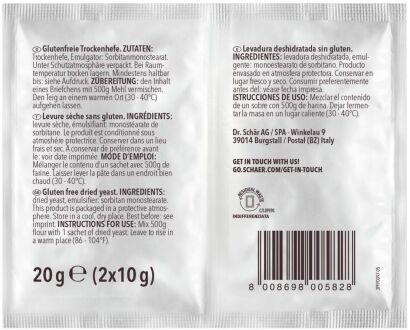 Glutenfreie Trockenhefe. ZUTATEN:
Trockenhefe, Emulgator: Sorbitanmonostearat.
Unter Schutzatmosphäre verpackt. Bei Raum-
temperatur trocken lagern. Mindestens haltbar
bis: siehe Aufdruck. ZUBEREITUNG: den Inhalt
eines Briefchens mit 500g Mehl vermischen.
Den Teig an einem warmen Ort (30 - 40°C)
aufgehen lassen.
Levure sèche sans gluten. INGRÉDIENTS:
levure sèche, émulsifiant: monostéarate de
sorbitane. Le produit est conditionné sous
atmosphère protectrice. Conserver dans un lieu
frais et sec. A conserver de préférence avant
le: voir date imprimée. MODE D'EMPLOI:
Mélanger le contenu d'un sachet avec 500g de
farine. Laisser lever la pâte dans un endroit bien
chaud (30 - 40°C).
Gluten free dried yeast. INGREDIENTS:
dried yeast, emulsifier: sorbitan monostearate.
This product is packaged in a protective atmos-
phere. Store in a cool, dry place. Best before: see
imprint. INSTRUCTIONS FOR USE: Mix 500g
flour with 1 sachet of dried yeast. Leave to rise in
a warm place (86 - 104°F).
20 g e (2x10 g)
Levadura deshidratada sin gluten.
INGREDIENTES: levadura deshidratada, emul-
gente: monoestearato de sorbitano. Producto
envasado en atmosfera protectora. Conservar en
lugar fresco y seco. Consumir preferentemente
antes del: véase fecha impresa.
ISTRUCCIONES DE USO: Mezclar el contenido
de un sobre con 500g de harina. Dejar fermen-
tar la masa en un lugar caliente (30 - 40°C).
Dr. Schär AG / SPA · Winkelau 9
39014 Burgstall / Postal (BZ) Italy
GET IN TOUCH WITH US!
GO.SCHAER.COM/GET-IN-TOUCH
INDIFFERENZIATA
8 008698 005828